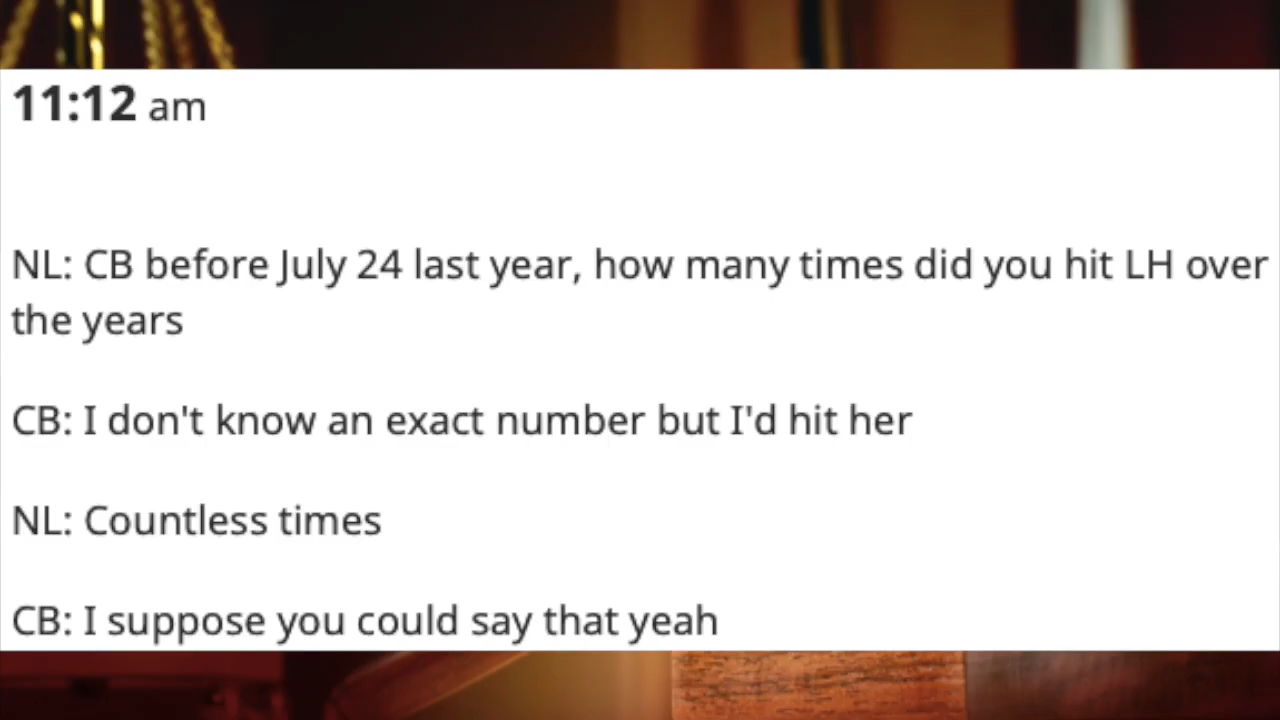 11:12 am
NL: CB before July 24 last year, how many times did you hit LH over
the years
CB: I don't know an exact number but I'd hit her
NL: Countless times
CB: I suppose you could say that yeah